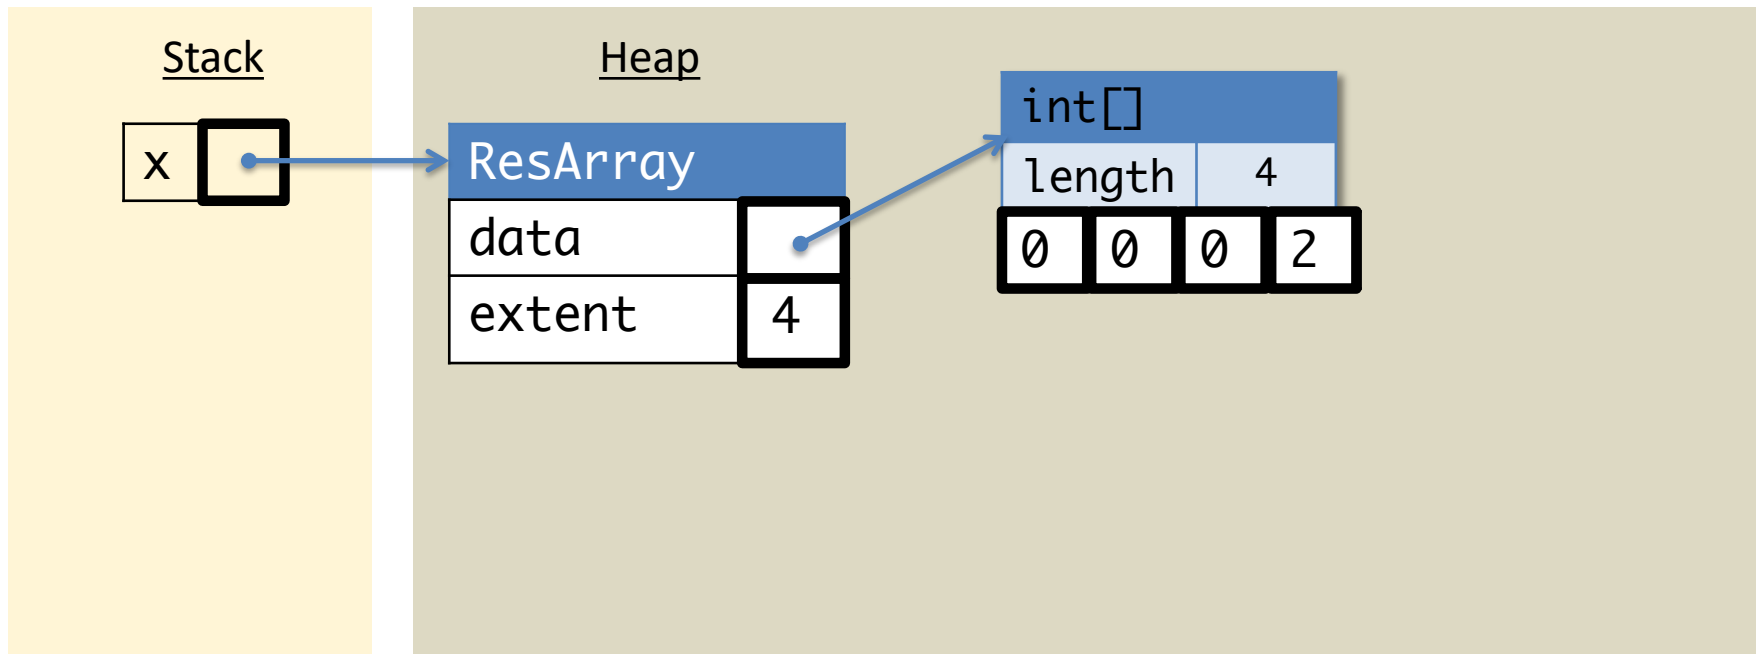 Stack
Heap
x
ResArray
data
extent 4
int[]
length 4
0 0 0 2